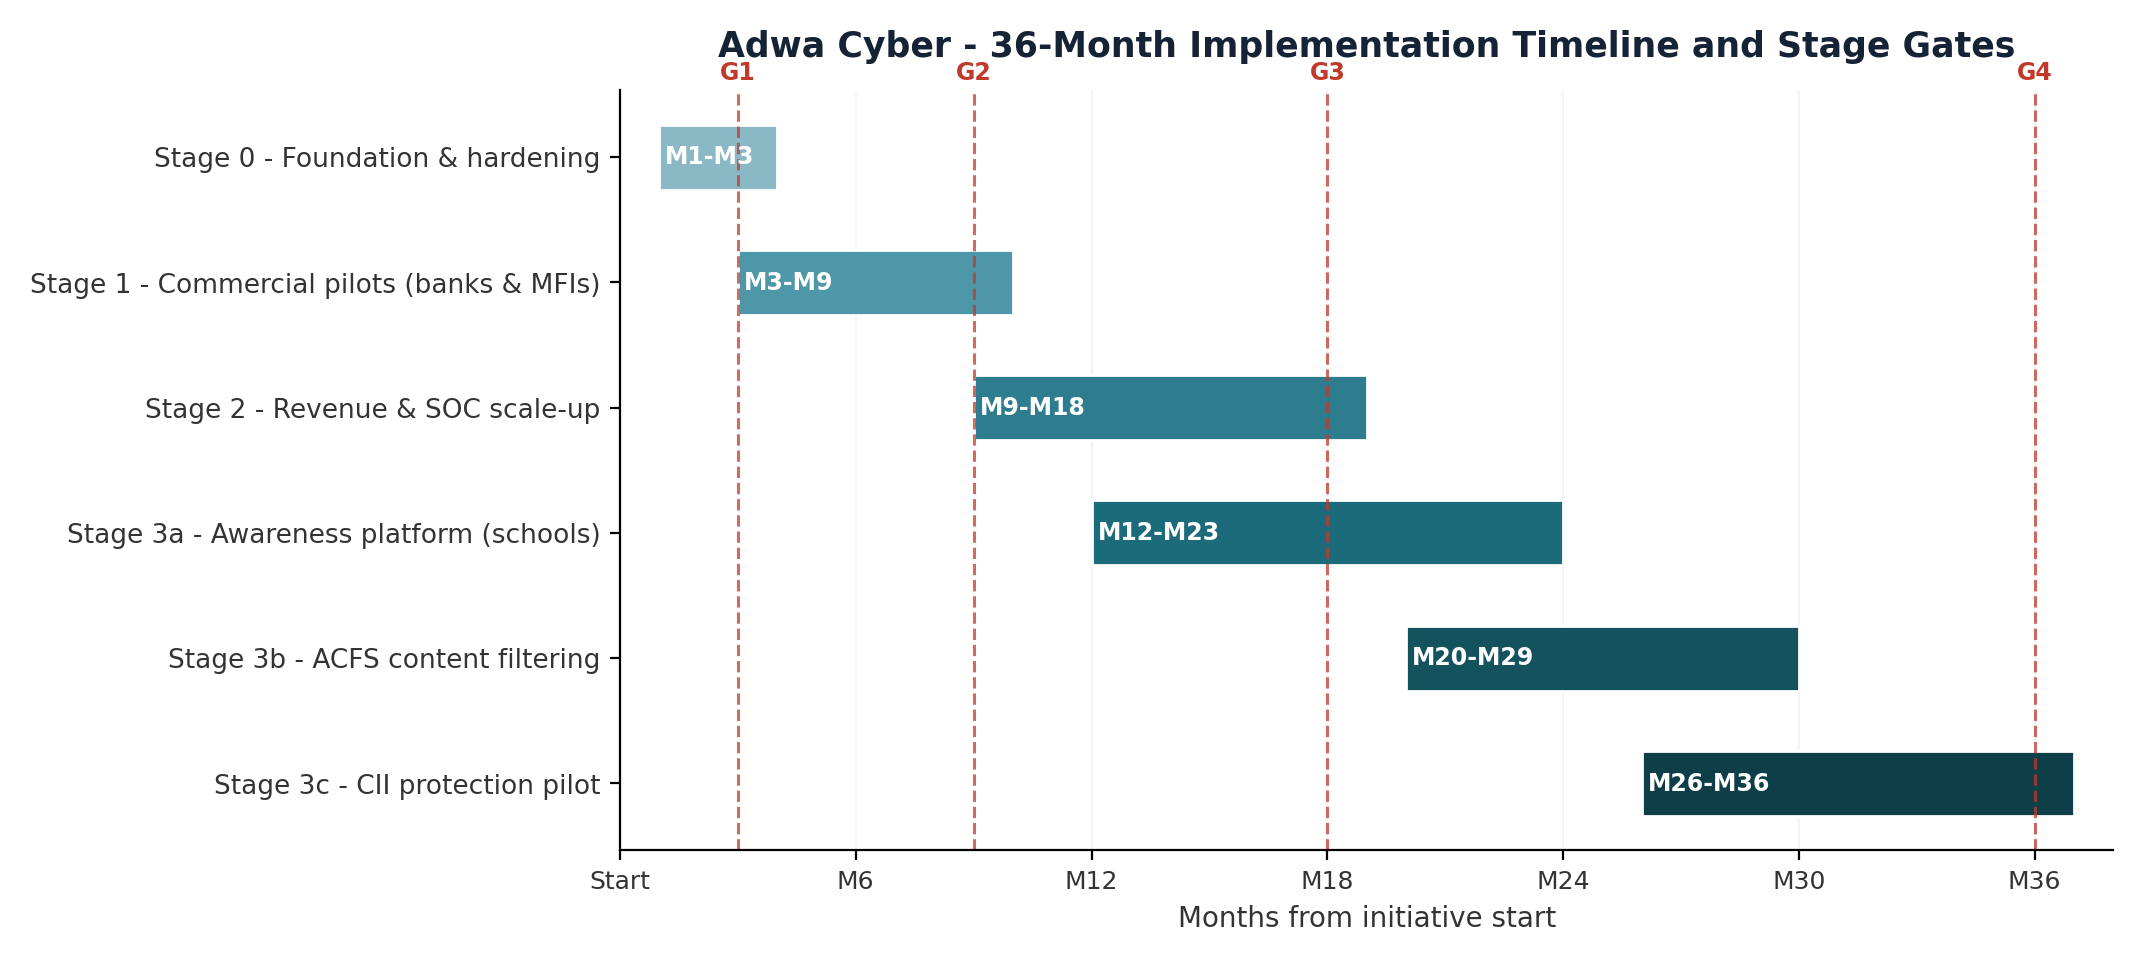 Adwa Cyber - 36-Month Implementation Timeline and Stage Gates
G1 G2 G3 G4
Stage 0 - Foundation & hardening
M1-M3
Stage 1 - Commercial pilots (banks & MFIs)
M3-M9
Stage 2 - Revenue & SOC scale-up
M9-M18
Stage 3a - Awareness platform (schools)
M12-M23
Stage 3b - ACFS content filtering
M20-M29
Stage 3c - CII protection pilot
M26-M36
Start M6 M12 M18 M24 M30 M36
Months from initiative start